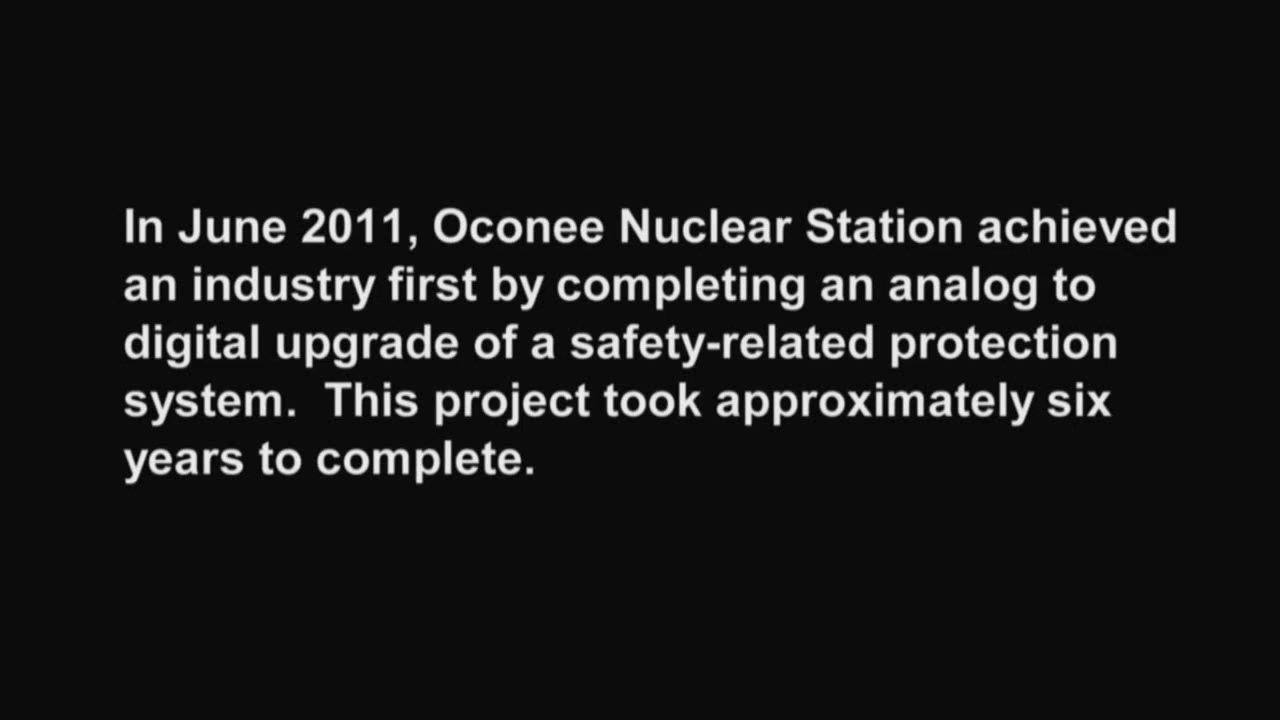 In June 2011, Oconee Nuclear Station achieved
an industry first by completing an analog to
digital upgrade of a safety-related protection
system.  This project took approximately six
years to complete.